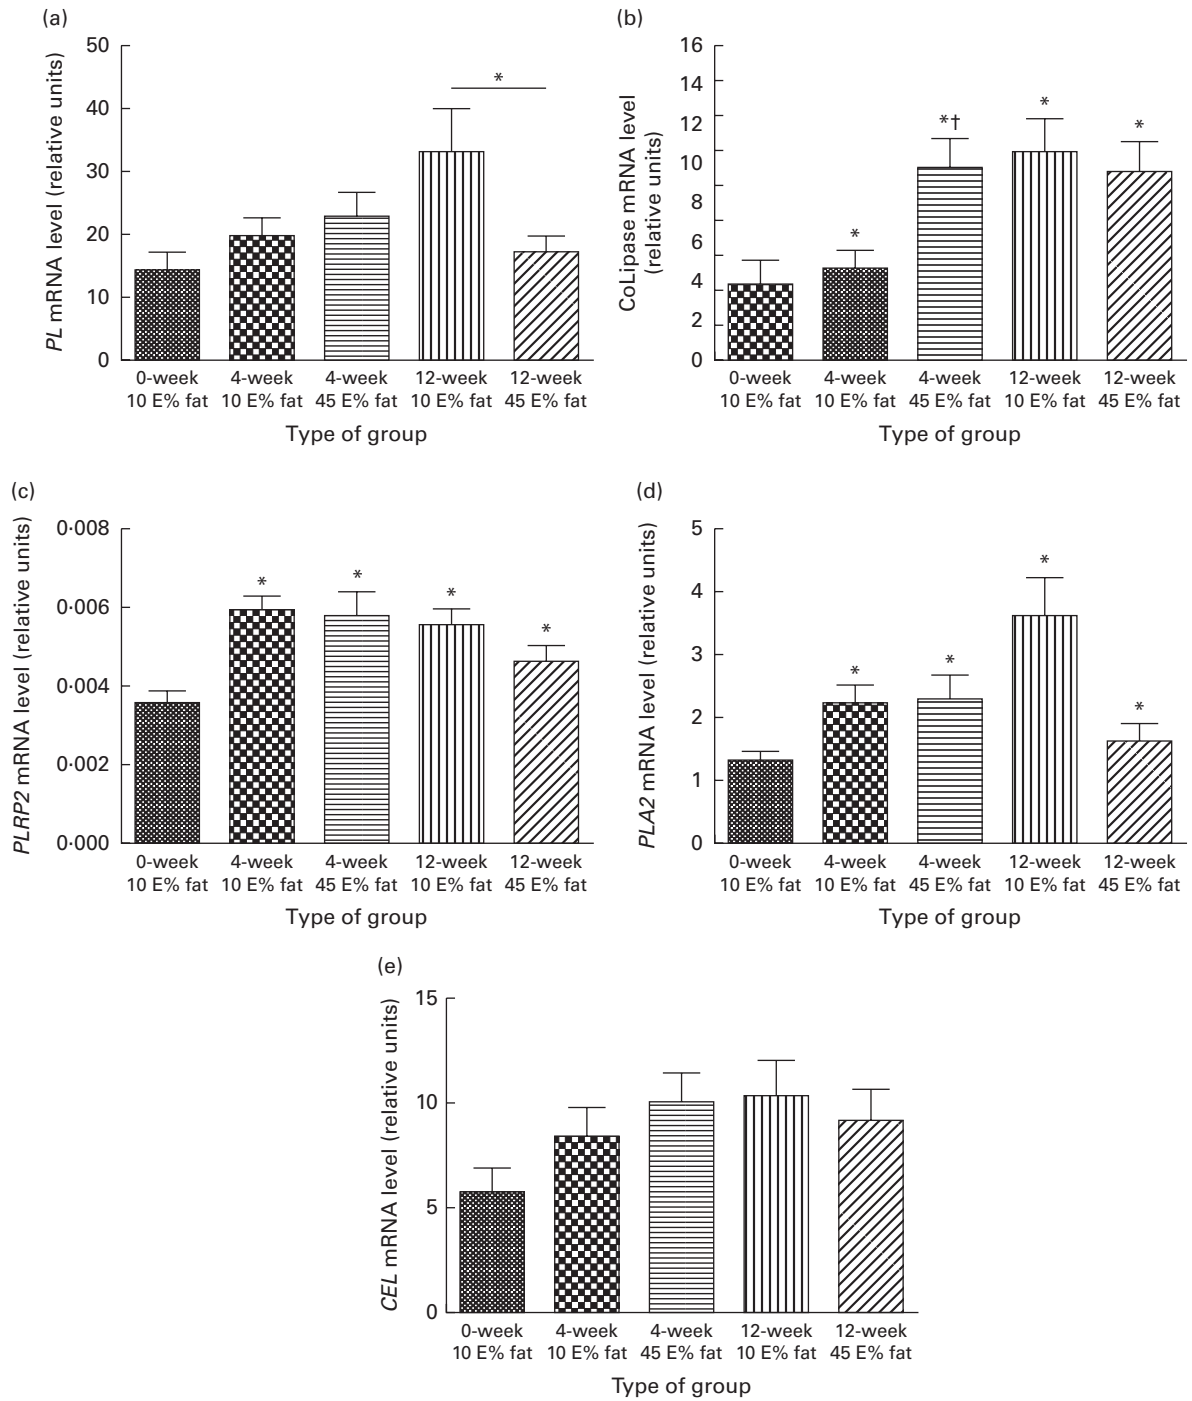 (a)
PL mRNA level (relative units)
50
40
30
20
10
0
*
0-week 4-week 4-week 12-week 12-week
10 E% fat 10 E% fat 45 E% fat 10 E% fat 45 E% fat
Type of group
(b)
CoLipase mRNA level
(relative units)
16
14
12
10
8
6
4
2
0
*
*†
*
*
0-week 4-week 4-week 12-week 12-week
10 E% fat 10 E% fat 45 E% fat 10 E% fat 45 E% fat
Type of group
(c)
PLRP2 mRNA level (relative units)
0·008
0·006
0·004
0·002
0·000
*
*
*
*
0-week 4-week 4-week 12-week 12-week
10 E% fat 10 E% fat 45 E% fat 10 E% fat 45 E% fat
Type of group
(d)
PLA2 mRNA level (relative units)
5
4
3
2
1
0
*
*
*
*
0-week 4-week 4-week 12-week 12-week
10 E% fat 10 E% fat 45 E% fat 10 E% fat 45 E% fat
Type of group
(e)
CEL mRNA level (relative units)
15
10
5
0
0-week 4-week 4-week 12-week 12-week
10 E% fat 10 E% fat 45 E% fat 10 E% fat 45 E% fat
Type of group